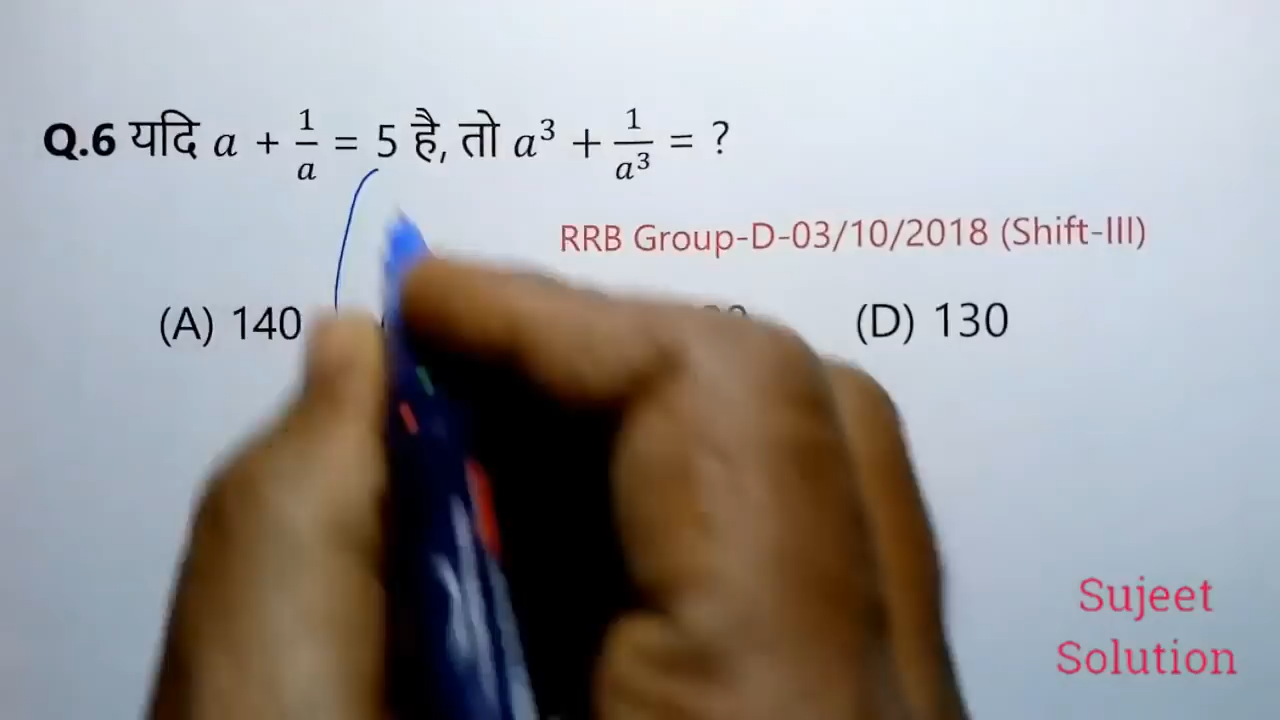 Q.6 यदि a + 1/a = 5 है, तो a³ + 1/a³ = ?
RRB Group-D-03/10/2018 (Shift-III)
(A) 140 (D) 130
Sujeet
Solution